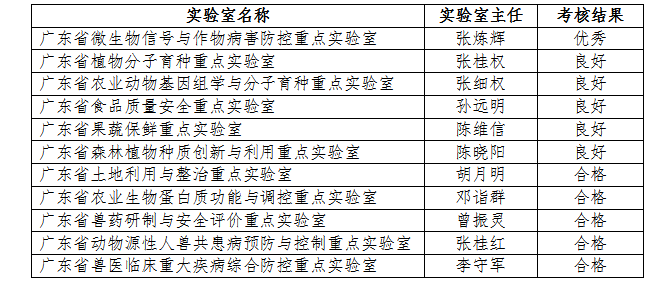 实验室名称 实验室主任 考核结果
广东省微生物信号与作物病害防控重点实验室 张炼辉 优秀
广东省植物分子育种重点实验室 张桂权 良好
广东省农业动物基因组学与分子育种重点实验室 张细权 良好
广东省食品质量安全重点实验室 孙远明 良好
广东省果蔬保鲜重点实验室 陈维信 良好
广东省森林植物种质创新与利用重点实验室 陈晓阳 良好
广东省土地利用与整治重点实验室 胡月明 合格
广东省农业生物蛋白质功能与调控重点实验室 邓诣群 合格
广东省兽药研制与安全评价重点实验室 曾振灵 合格
广东省动物源性人兽共患病预防与控制重点实验室 张桂红 合格
广东省兽医临床重大疾病综合防控重点实验室 李守军 合格